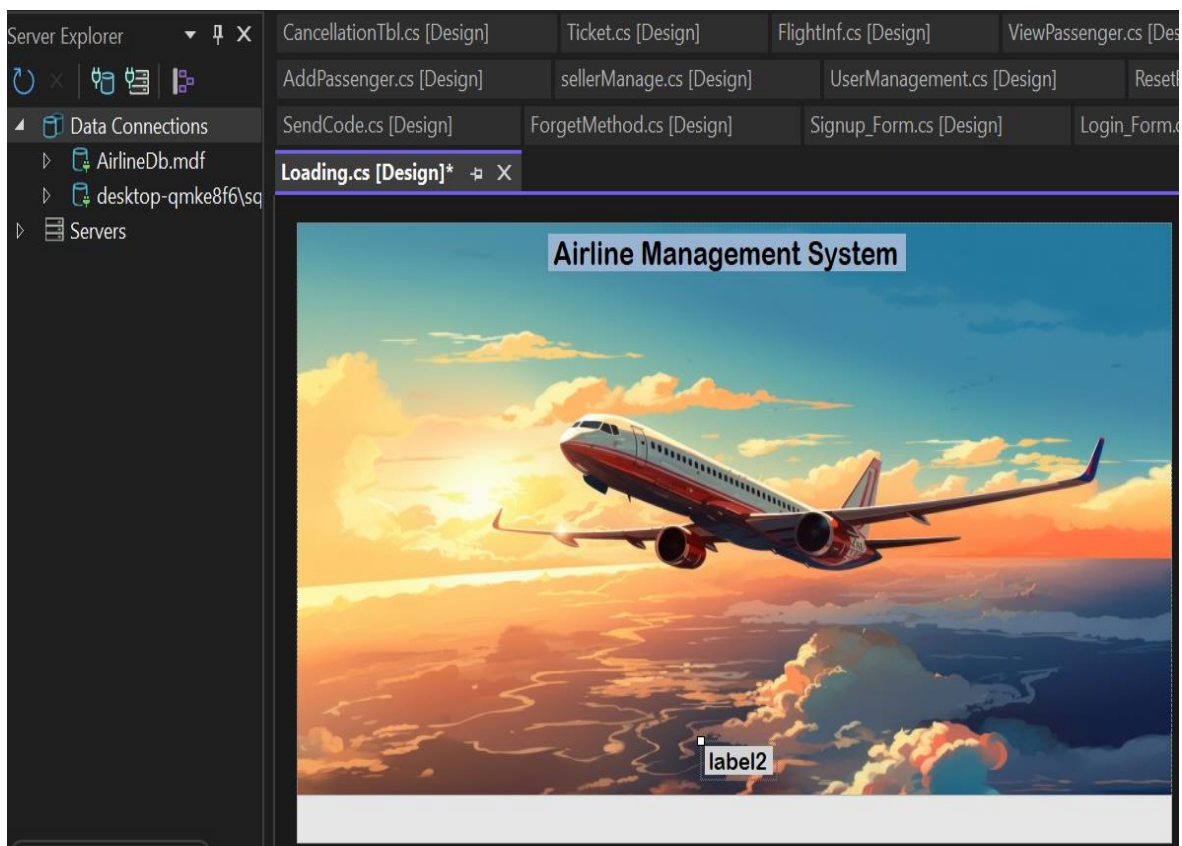 Server Explorer
CancellationTbl.cs [Design] Ticket.cs [Design] FlightInf.cs [Design] ViewPassenger.cs [Des
AddPassenger.cs [Design] sellerManage.cs [Design] UserManagement.cs [Design] Reset
SendCode.cs [Design] ForgetMethod.cs [Design] Signup_Form.cs [Design] Login_Form.
Loading.cs [Design]*
Data Connections
AirlineDb.mdf
desktop-qmke8f6\sq
Servers
Airline Management System
label2